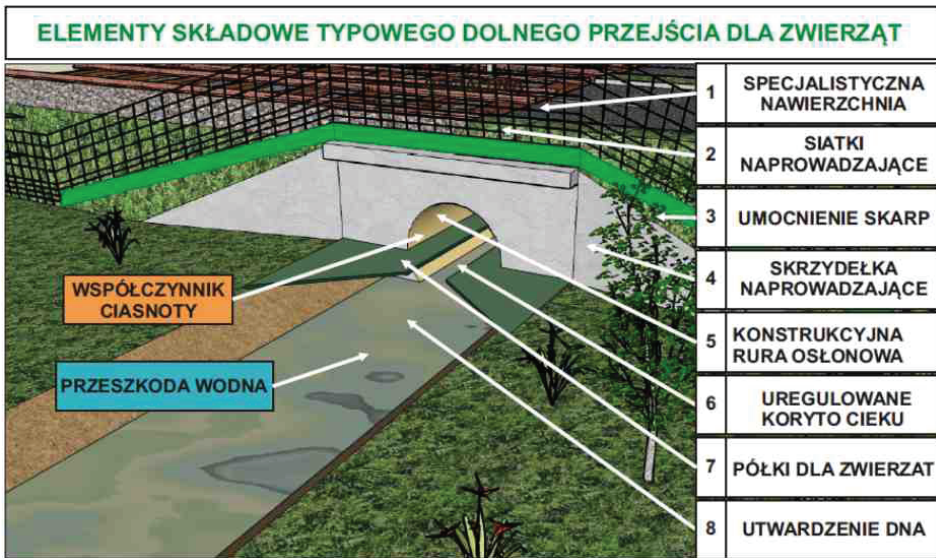 ELEMENTY SKŁADOWE TYPOWEGO DOLNEGO PRZEJŚCIA DLA ZWIERZĄT
1 SPECJALISTYCZNA
NAWIERZCHNIA
2 SIATKI
NAPROWADZAJĄCE
3 UMOCNIENIE SKARP
4 SKRZYDEŁKA
NAPROWADZAJĄCE
5 KONSTRUKCYJNA
RURA OSŁONOWA
6 UREGULOWANE
KORYTO CIEKU
7 PÓŁKI DLA ZWIERZAT
8 UTWARDZENIE DNA
WSPÓŁCZYNNIK
CIASNOTY
PRZESZKODA WODNA